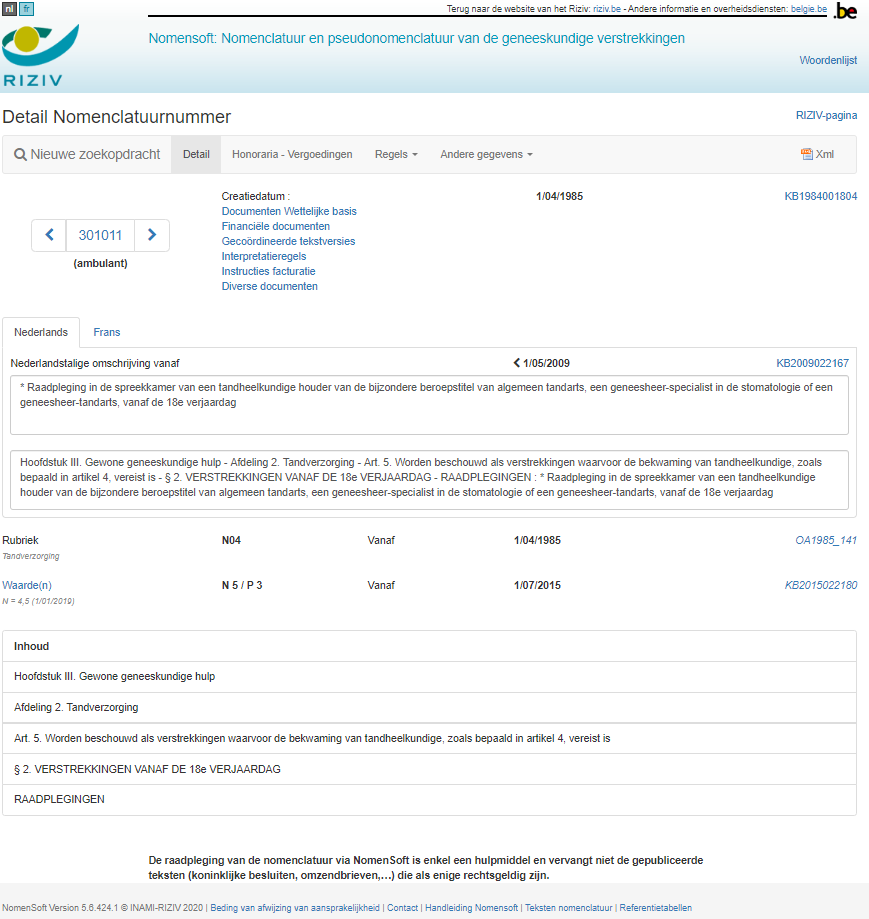 nl fr
Terug naar de website van het Riziv: riziv.be - Andere informatie en overheidsdiensten: belgie.be
.be
Nomensoft: Nomenclatuur en pseudonomenclatuur van de geneeskundige verstrekkingen
Woordenlijst
RIZIV
Detail Nomenclatuurnummer
RIZIV-pagina
Nieuwe zoekopdracht Detail Honoraria - Vergoedingen Regels Andere gegevens Xml
Creatiedatum : 1/04/1985 KB1984001804
Documenten Wettelijke basis
Financiële documenten
Gecoördineerde tekstversies
Interpretatieregels
Instructies facturatie
Diverse documenten
301011
(ambulant)
Nederlands Frans
Nederlandstalige omschrijving vanaf 1/05/2009 KB2009022167
* Raadpleging in de spreekkamer van een tandheelkundige houder van de bijzondere beroepstitel van algemeen tandarts, een geneesheer-specialist in de stomatologie of een
geneesheer-tandarts, vanaf de 18e verjaardag
Hoofdstuk III. Gewone geneeskundige hulp - Afdeling 2. Tandverzorging - Art. 5. Worden beschouwd als verstrekkingen waarvoor de bekwaming van tandheelkundige, zoals
bepaald in artikel 4, vereist is - § 2. VERSTREKKINGEN VANAF DE 18e VERJAARDAG - RAADPLEGINGEN : * Raadpleging in de spreekkamer van een tandheelkundige
houder van de bijzondere beroepstitel van algemeen tandarts, een geneesheer-specialist in de stomatologie of een geneesheer-tandarts, vanaf de 18e verjaardag
Rubriek N04 Vanaf 1/04/1985 OA1985_141
Tandverzorging
Waarde(n) N 5 / P 3 Vanaf 1/07/2015 KB2015022180
N = 4,5 (1/01/2019)
Inhoud
Hoofdstuk III. Gewone geneeskundige hulp
Afdeling 2. Tandverzorging
Art. 5. Worden beschouwd als verstrekkingen waarvoor de bekwaming van tandheelkundige, zoals bepaald in artikel 4, vereist is
§ 2. VERSTREKKINGEN VANAF DE 18e VERJAARDAG
RAADPLEGINGEN
De raadpleging van de nomenclatuur via NomenSoft is enkel een hulpmiddel en vervangt niet de gepubliceerde
teksten (koninklijke besluiten, omzendbrieven,...) die als enige rechtsgeldig zijn.
NomenSoft Version 5.6.424.1 © INAMI-RIZIV 2020 | Beding van afwijzing van aansprakelijkheid | Contact | Handleiding Nomensoft | Teksten nomenclatuur | Referentietabellen